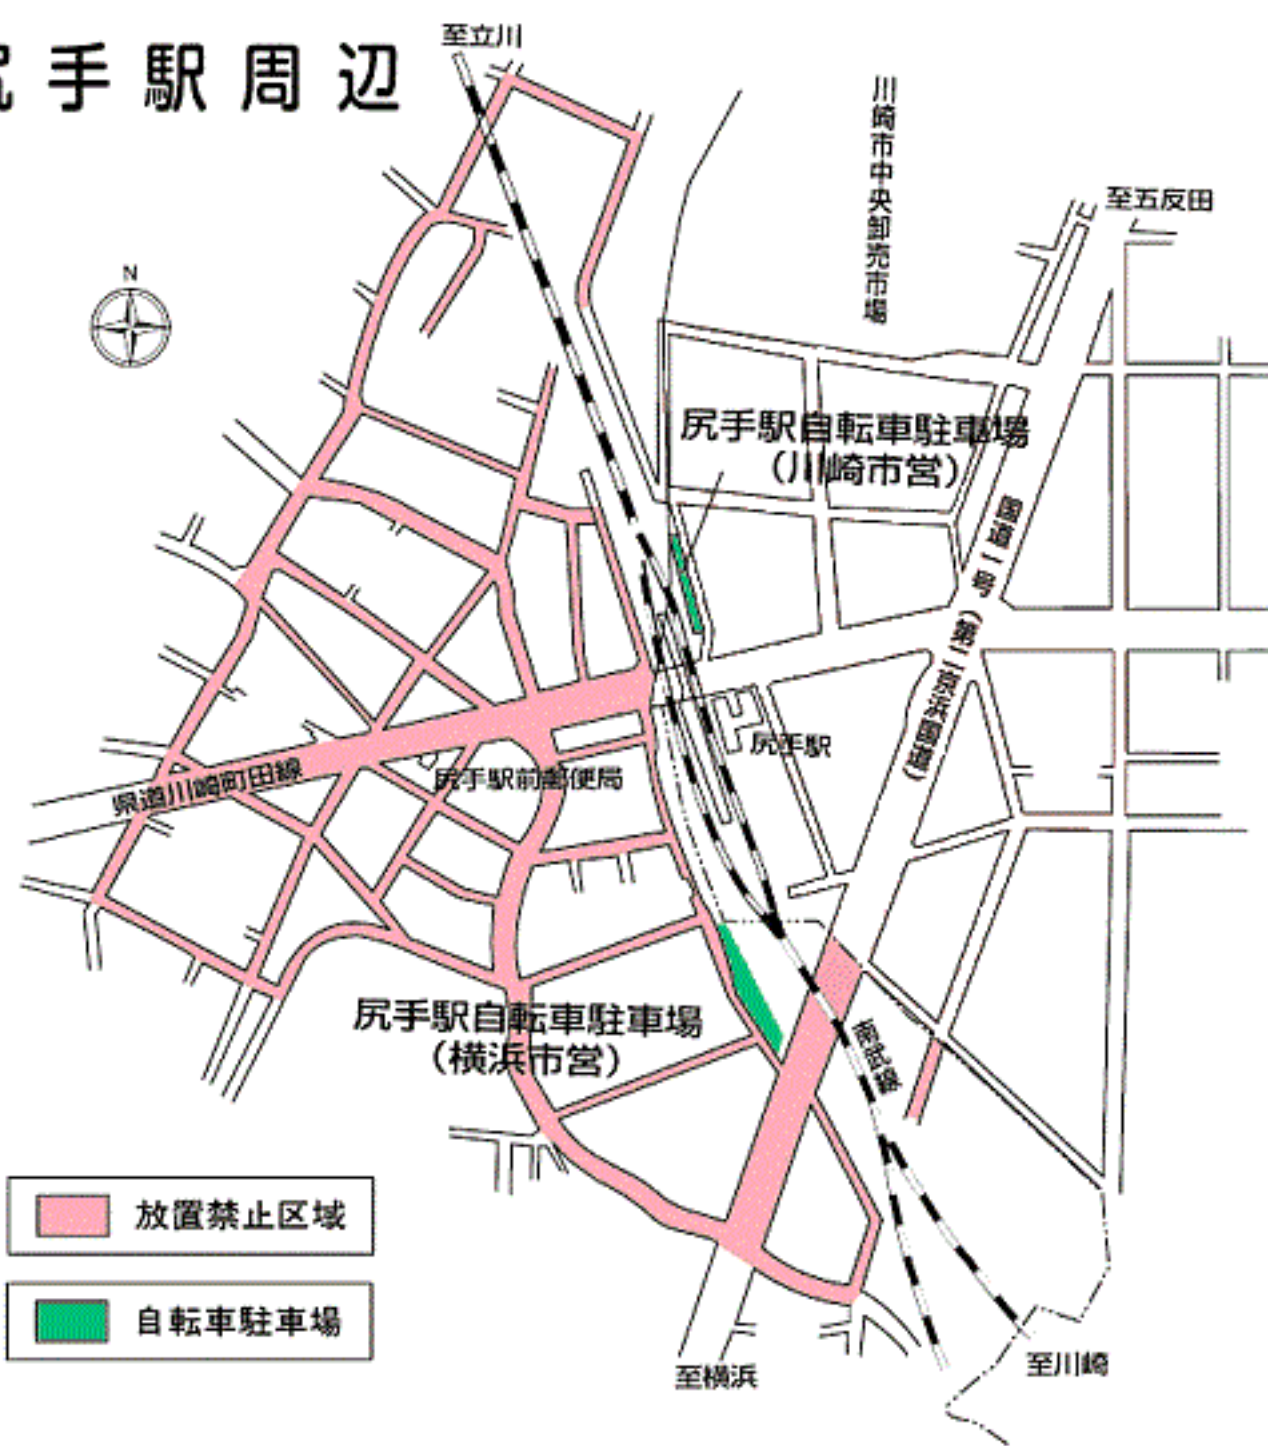 尻手駅周辺
至立川
川崎市中央卸売市場
至五反田
N
尻手駅自転車駐車場
（川崎市営）
国道一号（第二京浜国道）
尻手駅
県道川崎町田線
尻手駅前郵便局
尻手駅自転車駐車場
（横浜市営）
南武線
放置禁止区域
自転車駐車場
至横浜
至川崎